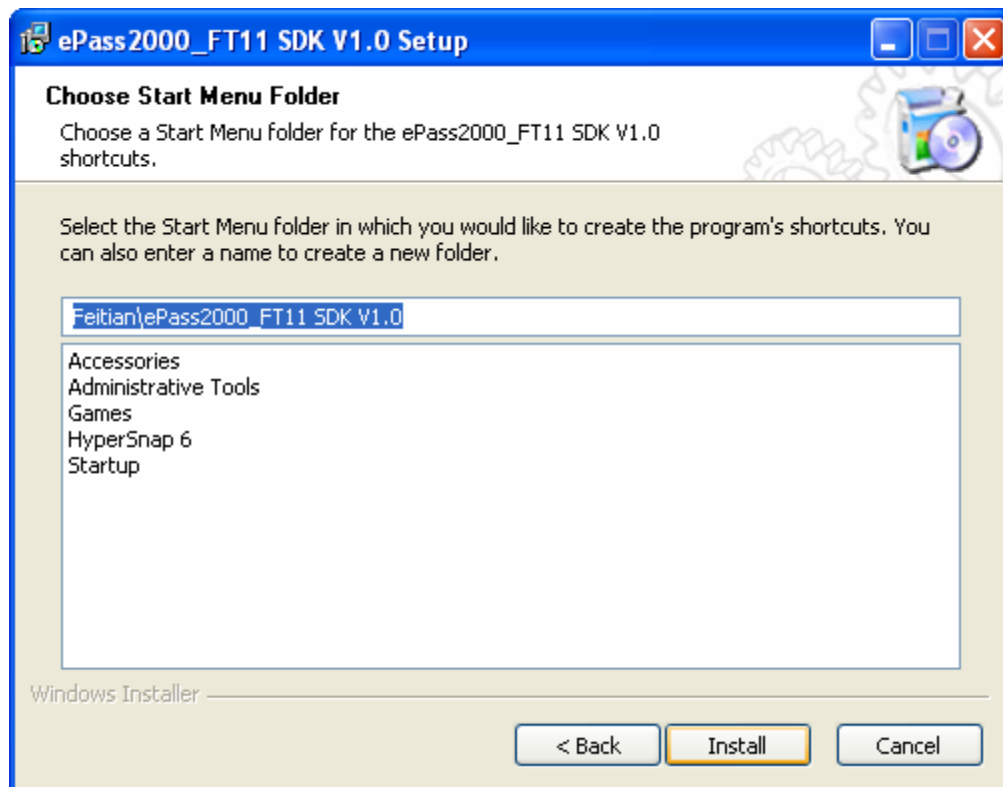 ePass2000_FT11 SDK V1.0 Setup
Choose Start Menu Folder
Choose a Start Menu folder for the ePass2000_FT11 SDK V1.0
shortcuts.
Select the Start Menu folder in which you would like to create the program's shortcuts. You
can also enter a name to create a new folder.
Feitian\ePass2000_FT11 SDK V1.0
Accessories
Administrative Tools
Games
HyperSnap 6
Startup
Windows Installer
< Back
Install
Cancel